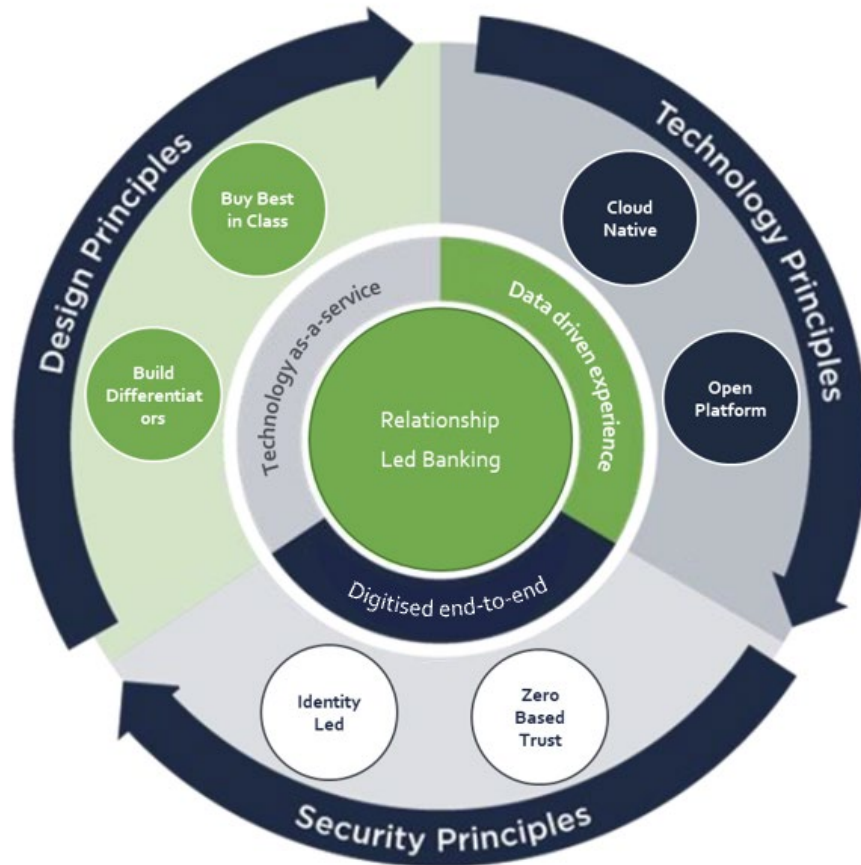 Design Principles
Technology Principles
Buy Best
in Class
Cloud
Native
Build
Differentiat
ors
Open
Platform
Technology as-a-service
Data driven experience
Relationship
Led Banking
Digitised end-to-end
Identity
Led
Zero
Based
Trust
Security Principles